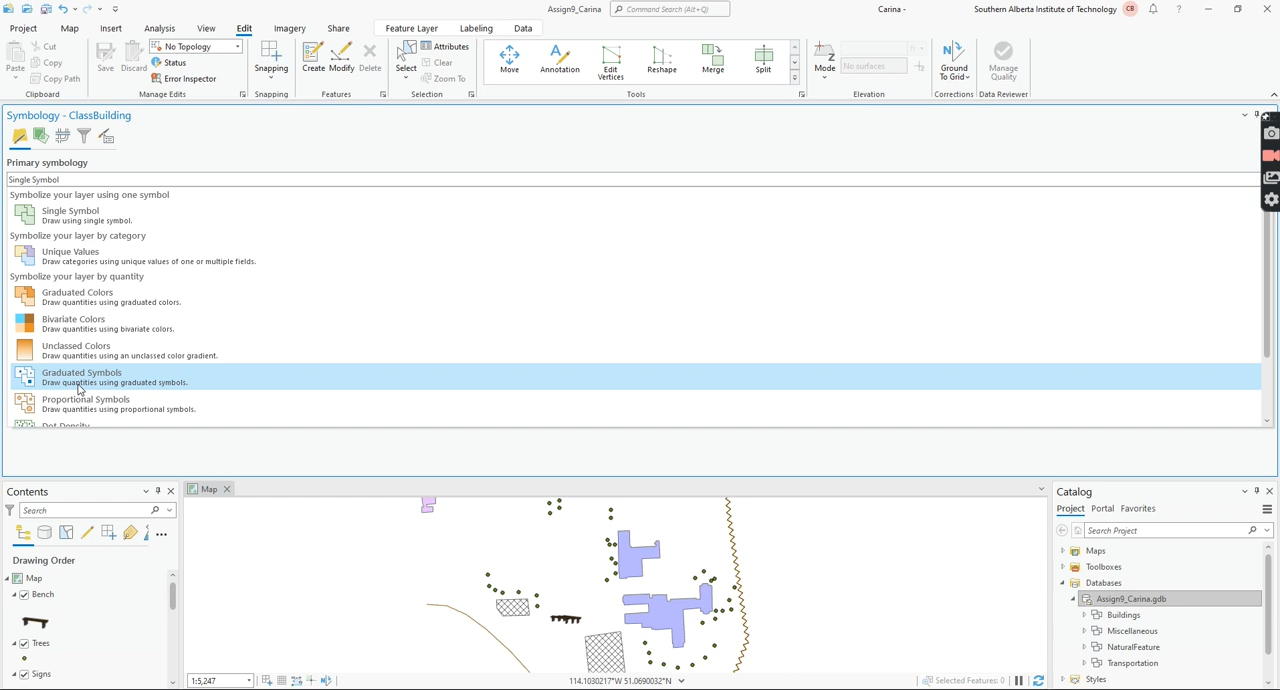 Assign9_Carina
Command Search (Alt+Q)
Carina -
Southern Alberta Institute of Technology
CB
?
Project
Map
Insert
Analysis
View
Edit
Imagery
Share
Feature Layer
Labeling
Data
Paste
Cut
Copy
Copy Path
Clipboard
Save
Discard
No Topology
Status
Error Inspector
Manage Edits
Snapping
Snapping
Create
Modify
Delete
Features
Select
Attributes
Clear
Zoom To
Selection
Move
Annotation
Edit
Vertices
Reshape
Merge
Split
Tools
Mode
ft
No surfaces
Elevation
Ground
To Grid
Corrections
Manage
Quality
Data Reviewer
Symbology - ClassBuilding
Primary symbology
Single Symbol
Symbolize your layer using one symbol
Single Symbol
Draw using single symbol.
Symbolize your layer by category
Unique Values
Draw categories using unique values of one or multiple fields.
Symbolize your layer by quantity
Graduated Colors
Draw quantities using graduated colors.
Bivariate Colors
Draw quantities using bivariate colors.
Unclassed Colors
Draw quantities using an unclassed color gradient.
Graduated Symbols
Draw quantities using graduated symbols.
Proportional Symbols
Draw quantities using proportional symbols.
Dot Density
Contents
Search
Drawing Order
Map
Bench
Trees
Signs
Map
1:5,247
114.1030217°W 51.0690032°N
Selected Features: 0
Catalog
Project
Portal
Favorites
Search Project
Maps
Toolboxes
Databases
Assign9_Carina.gdb
Buildings
Miscellaneous
NaturalFeature
Transportation
Styles